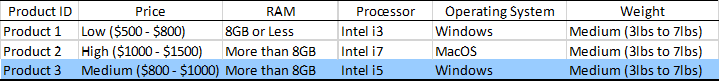 Product ID Price RAM Processor Operating System Weight
Product 1 Low ($500 - $800) 8GB or Less Intel i3 Windows Medium (3lbs to 7lbs)
Product 2 High ($1000 - $1500) More than 8GB Intel i7 MacOS Medium (3lbs to 7lbs)
Product 3 Medium ($800 - $1000) More than 8GB Intel i5 Windows Medium (3lbs to 7lbs)